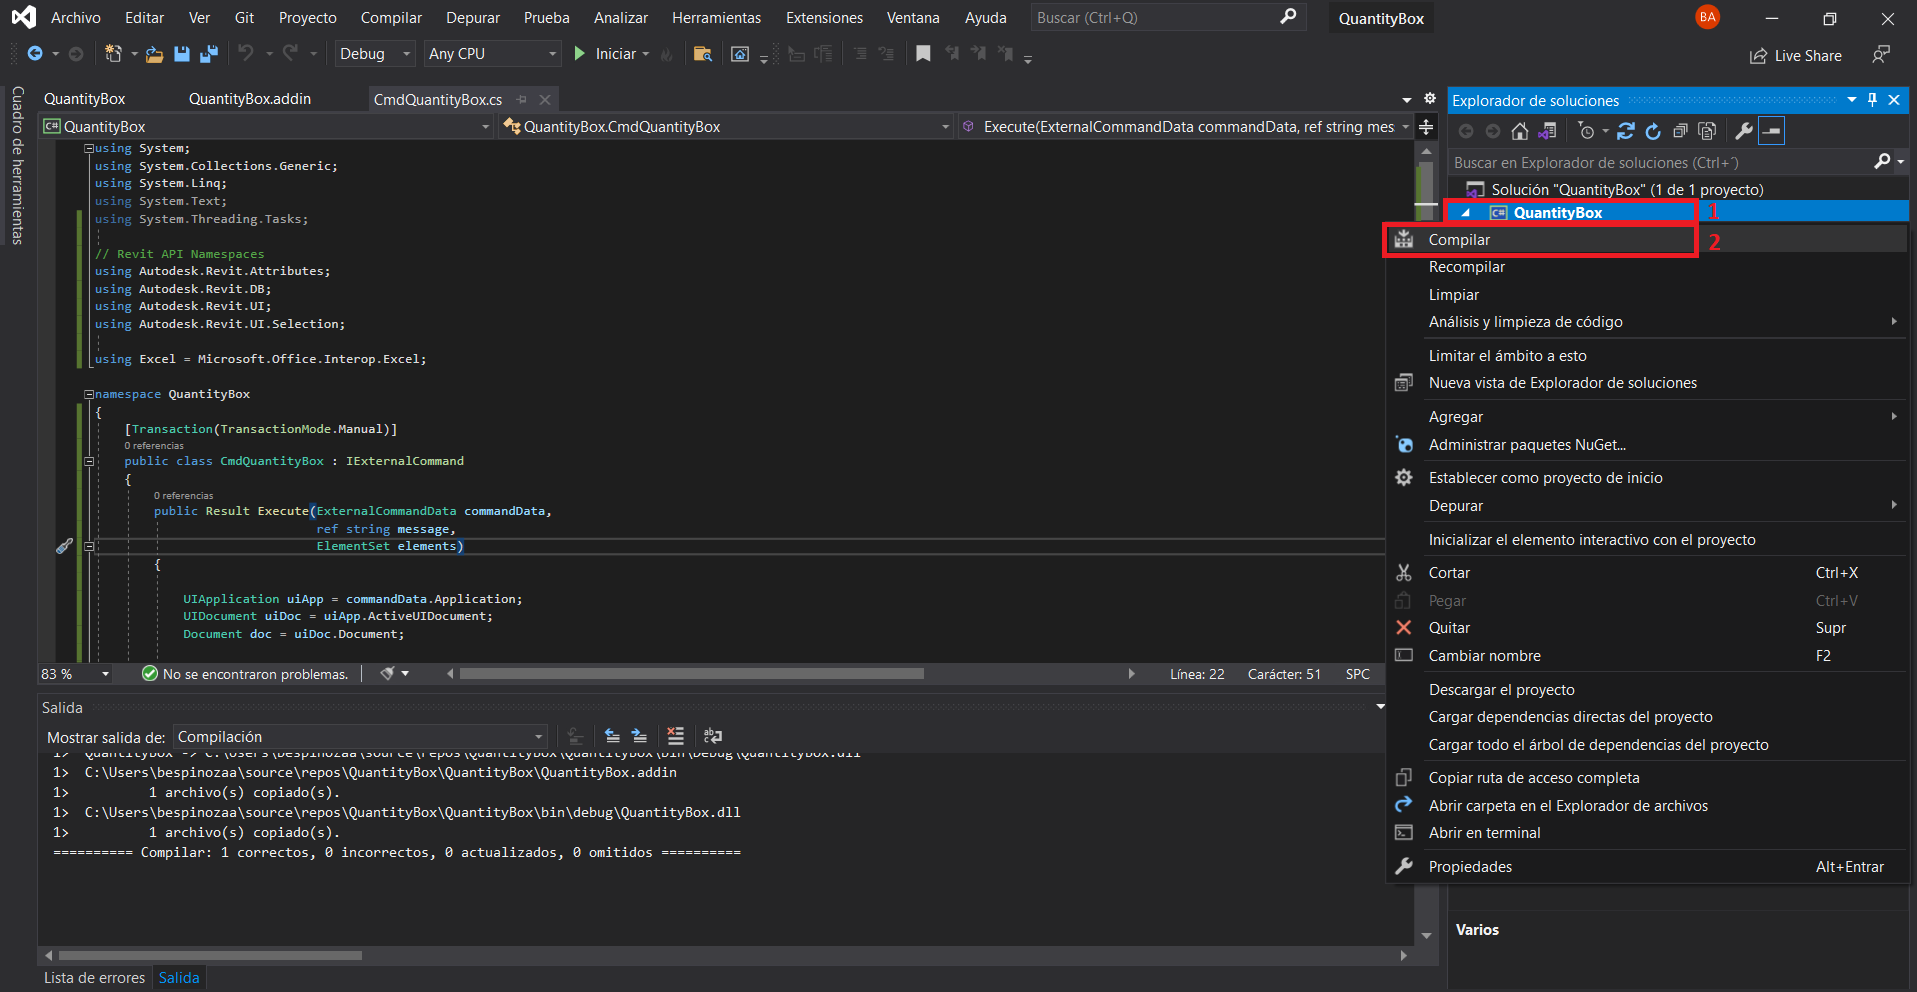 Archivo Editar Ver Git Proyecto Compilar Depurar Prueba Analizar Herramientas Extensiones Ventana Ayuda Buscar (Ctrl+Q) QuantityBox BA
Debug Any CPU Iniciar Live Share
Cuadro de herramientas
QuantityBox QuantityBox.addin CmdQuantityBox.cs
C# QuantityBox QuantityBox.CmdQuantityBox Execute(ExternalCommandData commandData, ref string mes
using System;
using System.Collections.Generic;
using System.Linq;
using System.Text;
using System.Threading.Tasks;
// Revit API Namespaces
using Autodesk.Revit.Attributes;
using Autodesk.Revit.DB;
using Autodesk.Revit.UI;
using Autodesk.Revit.UI.Selection;
using Excel = Microsoft.Office.Interop.Excel;
namespace QuantityBox
{
[Transaction(TransactionMode.Manual)]
0 referencias
public class CmdQuantityBox : IExternalCommand
{
0 referencias
public Result Execute(ExternalCommandData commandData,
ref string message,
ElementSet elements)
{
UIApplication uiApp = commandData.Application;
UIDocument uiDoc = uiApp.ActiveUIDocument;
Document doc = uiDoc.Document;
83 % No se encontraron problemas. Línea: 22 Carácter: 51 SPC
Salida
Mostrar salida de: Compilación
1> QuantityBox -> C:\Users\bespinozaa\source\repos\QuantityBox\QuantityBox\bin\Debug\QuantityBox.dll
1> C:\Users\bespinozaa\source\repos\QuantityBox\QuantityBox\QuantityBox.addin
1> 1 archivo(s) copiado(s).
1> C:\Users\bespinozaa\source\repos\QuantityBox\QuantityBox\bin\debug\QuantityBox.dll
1> 1 archivo(s) copiado(s).
========== Compilar: 1 correctos, 0 incorrectos, 0 actualizados, 0 omitidos ==========
Lista de errores Salida
Explorador de soluciones
Buscar en Explorador de soluciones (Ctrl+´)
Solución "QuantityBox" (1 de 1 proyecto)
C# QuantityBox 1
Compilar 2
Recompilar
Limpiar
Análisis y limpieza de código
Limitar el ámbito a esto
Nueva vista de Explorador de soluciones
Agregar
Administrar paquetes NuGet...
Establecer como proyecto de inicio
Depurar
Inicializar el elemento interactivo con el proyecto
Cortar Ctrl+X
Pegar Ctrl+V
Quitar Supr
Cambiar nombre F2
Descargar el proyecto
Cargar dependencias directas del proyecto
Cargar todo el árbol de dependencias del proyecto
Copiar ruta de acceso completa
Abrir carpeta en el Explorador de archivos
Abrir en terminal
Propiedades Alt+Entrar
Varios